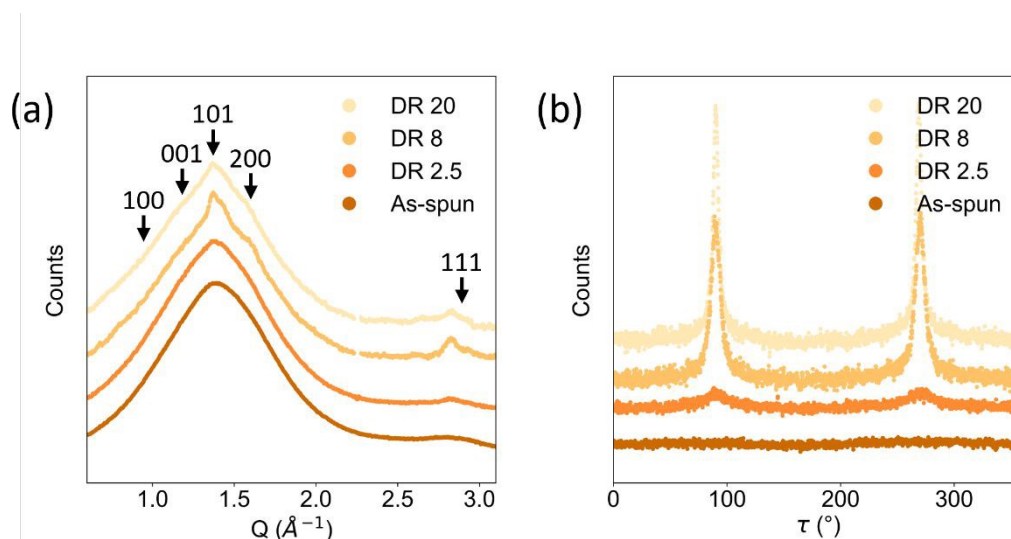 (a)
100
001
101
200
111
DR 20
DR 8
DR 2.5
As-spun
Counts
1.0 1.5 2.0 2.5 3.0
Q (Å⁻¹)
(b)
DR 20
DR 8
DR 2.5
As-spun
Counts
0 100 200 300
τ (°)